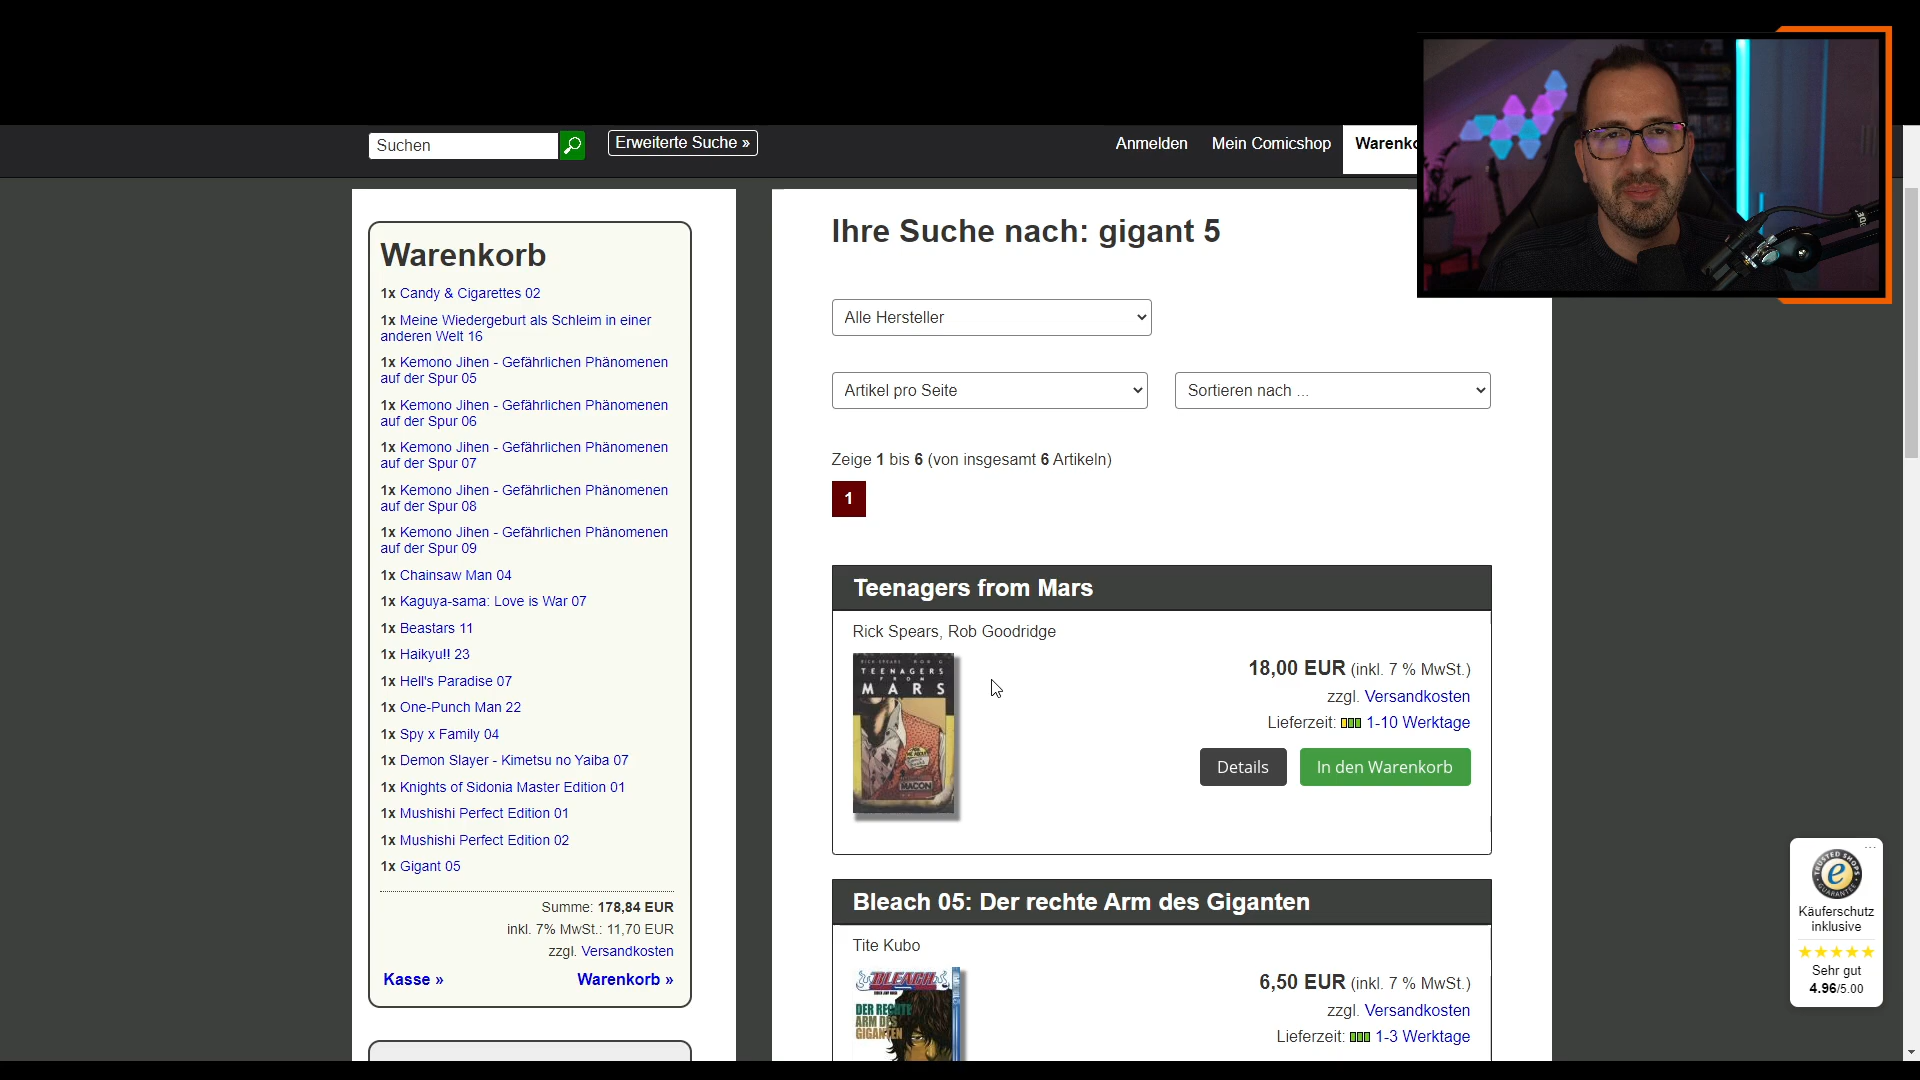 Suchen
Erweiterte Suche »
Anmelden
Mein Comicshop
Warenko
Warenkorb
1x Candy & Cigarettes 02
1x Meine Wiedergeburt als Schleim in einer
anderen Welt 16
1x Kemono Jihen - Gefährlichen Phänomenen
auf der Spur 05
1x Kemono Jihen - Gefährlichen Phänomenen
auf der Spur 06
1x Kemono Jihen - Gefährlichen Phänomenen
auf der Spur 07
1x Kemono Jihen - Gefährlichen Phänomenen
auf der Spur 08
1x Kemono Jihen - Gefährlichen Phänomenen
auf der Spur 09
1x Chainsaw Man 04
1x Kaguya-sama: Love is War 07
1x Beastars 11
1x Haikyu!! 23
1x Hell's Paradise 07
1x One-Punch Man 22
1x Spy x Family 04
1x Demon Slayer - Kimetsu no Yaiba 07
1x Knights of Sidonia Master Edition 01
1x Mushishi Perfect Edition 01
1x Mushishi Perfect Edition 02
1x Gigant 05
Summe: 178,84 EUR
inkl. 7% MwSt.: 11,70 EUR
zzgl. Versandkosten
Kasse »
Warenkorb »
Ihre Suche nach: gigant 5
Alle Hersteller
Artikel pro Seite
Sortieren nach ...
Zeige 1 bis 6 (von insgesamt 6 Artikeln)
1
Teenagers from Mars
Rick Spears, Rob Goodridge
RICK SPEARS ROB G
TEENAGERS
FROM
MARS
MACON
18,00 EUR (inkl. 7 % MwSt.)
zzgl. Versandkosten
Lieferzeit: 1-10 Werktage
Details
In den Warenkorb
Bleach 05: Der rechte Arm des Giganten
Tite Kubo
BLEACH
DER RECHTE
ARM DES
GIGANTEN
6,50 EUR (inkl. 7 % MwSt.)
zzgl. Versandkosten
Lieferzeit: 1-3 Werktage
TRUSTED SHOPS
e
GUARANTEE
Käuferschutz
inklusive
Sehr gut
4.96/5.00